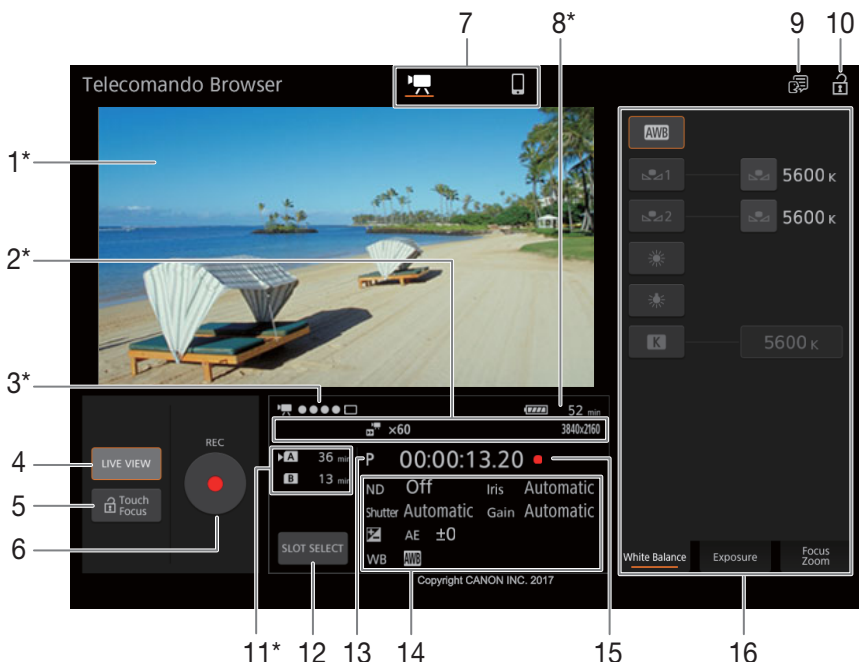 7
8*
9
10
Telecomando Browser
1*
2*
3*
4
5
6
AWB
1
5600 K
2
5600 K
K
5600 K
52 min
×60
3840x2160
REC
LIVE VIEW
Touch
Focus
A 36 min
B 13 min
P 00:00:13.20
ND Off Iris Automatic
Shutter Automatic Gain Automatic
AE ±0
WB AWB
SLOT SELECT
Copyright CANON INC. 2017
White Balance
Exposure
Focus
Zoom
11*
12
13
14
15
16